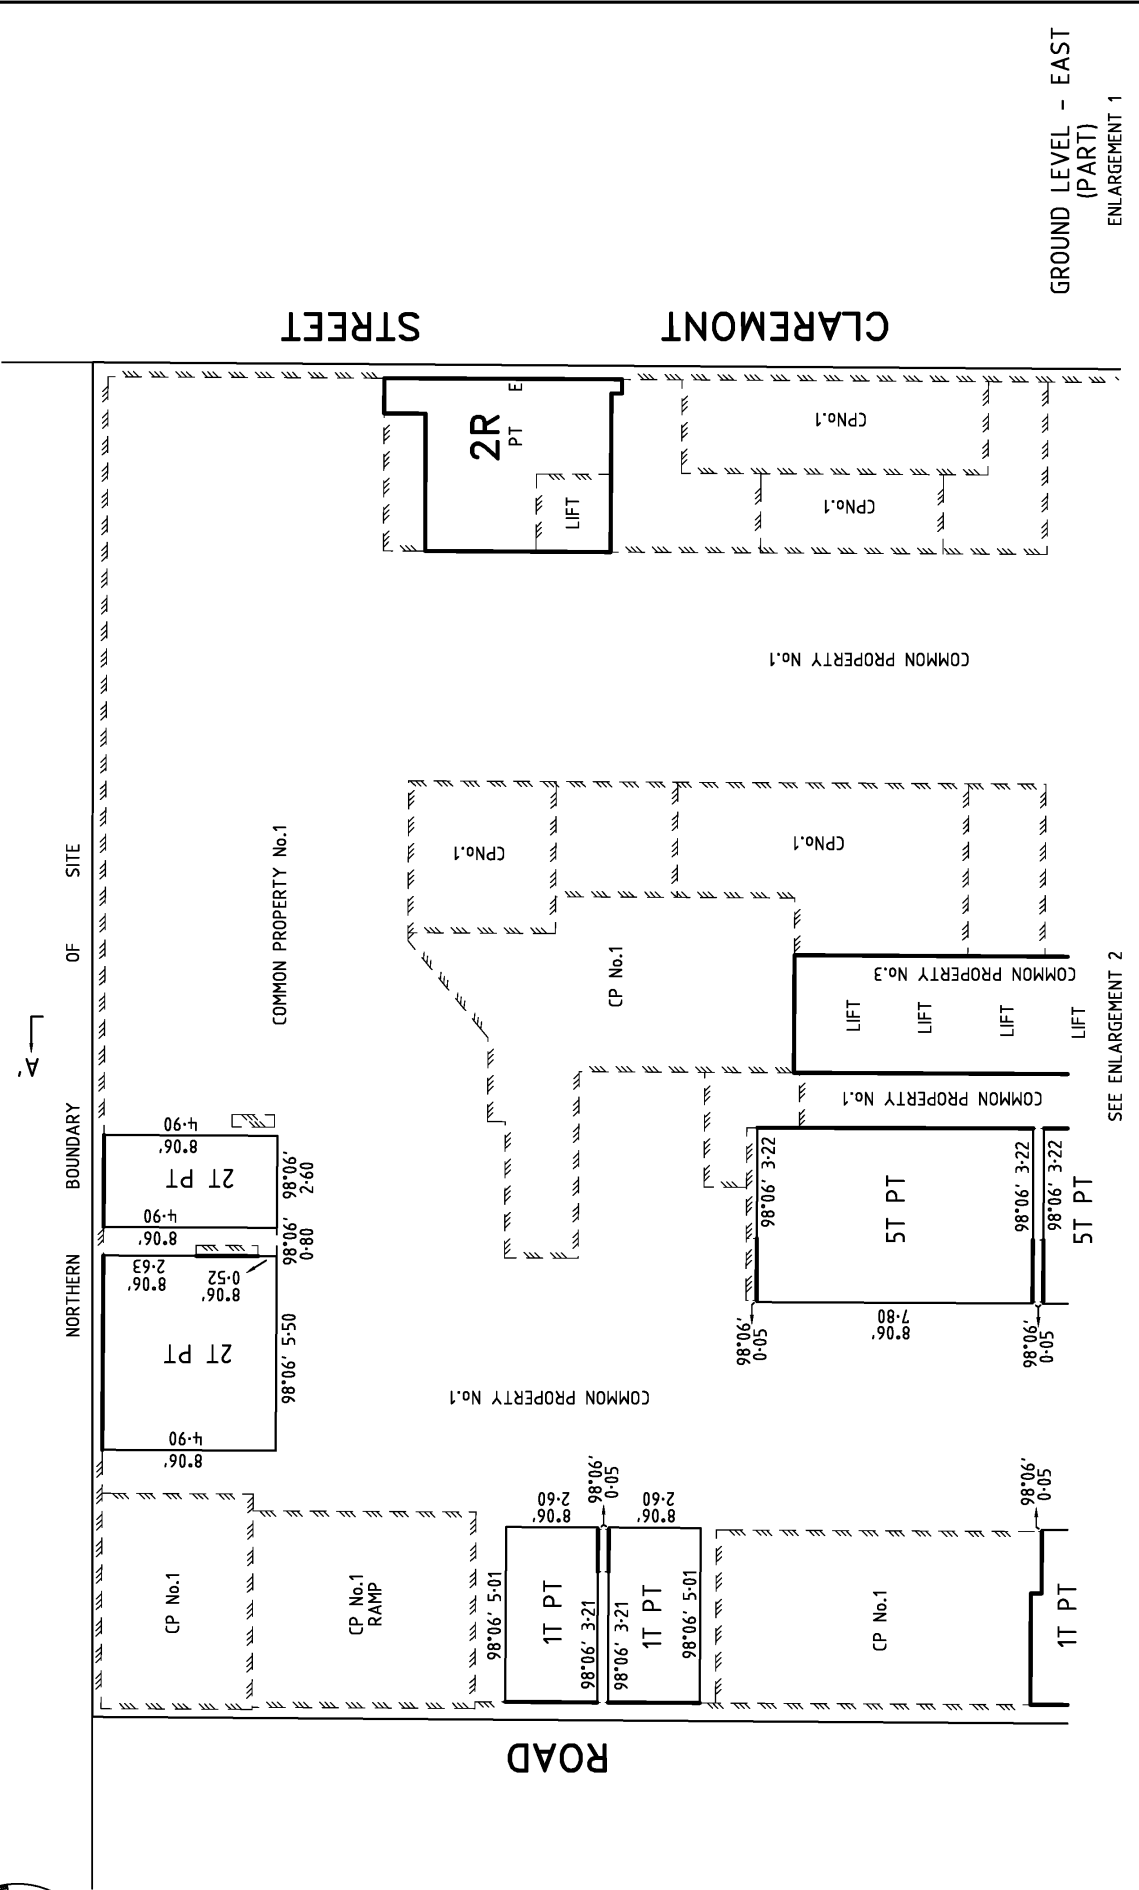 GROUND LEVEL - EAST
(PART)
ENLARGEMENT 1
CLAREMONT
STREET
NORTHERN BOUNDARY OF SITE
A'
2R
PT
E
LIFT
CPNo.1
CPNo.1
COMMON PROPERTY No.1
COMMON PROPERTY No.1
CPNo.1
CPNo.1
CP No.1
COMMON PROPERTY No.3
LIFT
LIFT
LIFT
LIFT
COMMON PROPERTY No.1
SEE ENLARGEMENT 2
8°06'
4·90
2T PT
8°06'
4·90
98°06'
2·60
98°06'
0·80
8°06'
2·63
8°06'
0·52
2T PT
98°06' 5·50
8°06'
4·90
98°06' 3·22
5T PT
98°06' 3·22
98°06' 3·22
5T PT
8°06'
7·80
98°06'
0·05
98°06'
0·05
COMMON PROPERTY No.1
CP No.1
CP No.1
RAMP
8°06'
2·60
98°06'
0·05
8°06'
2·60
98°06' 5·01
1T PT
98°06' 3·21
98°06' 3·21
1T PT
98°06' 5·01
CP No.1
98°06'
0·05
1T PT
ROAD